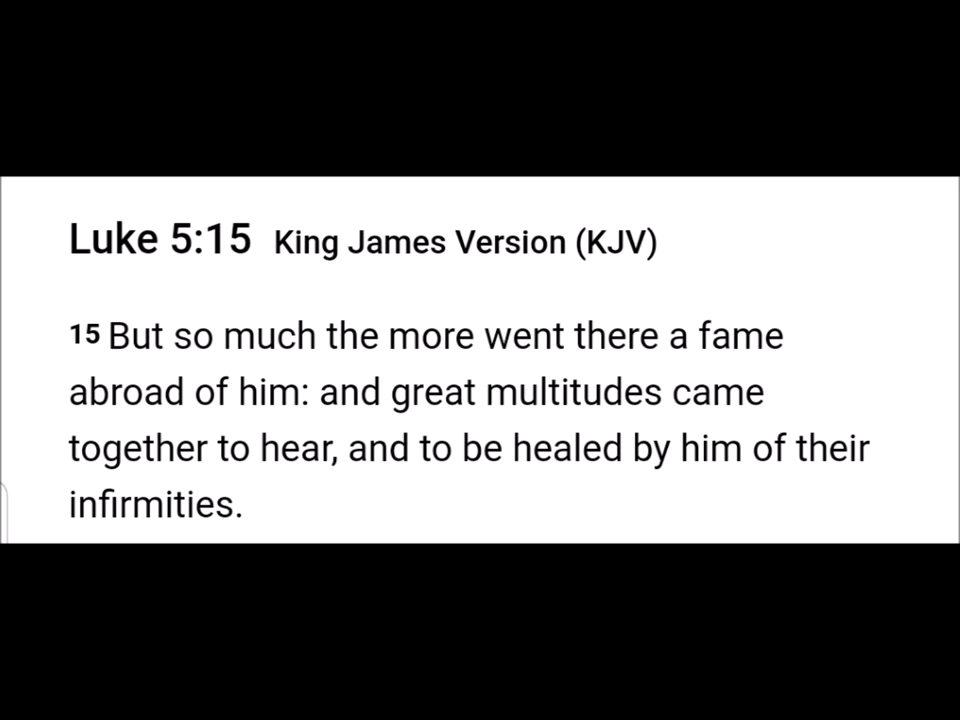 Luke 5:15 King James Version (KJV)
15 But so much the more went there a fame
abroad of him: and great multitudes came
together to hear, and to be healed by him of their
infirmities.